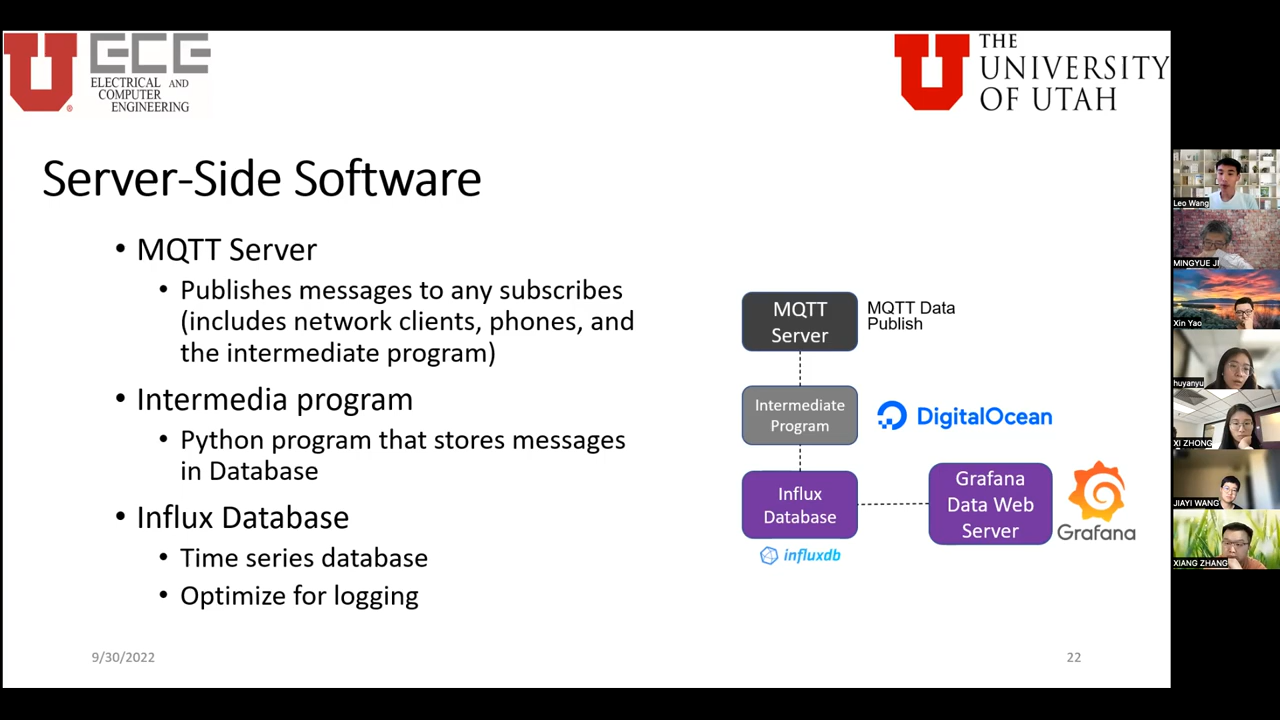 ECE
ELECTRICAL AND
COMPUTER
ENGINEERING
THE
UNIVERSITY
OF UTAH
Server-Side Software
• MQTT Server
• Publishes messages to any subscribes
(includes network clients, phones, and
the intermediate program)
• Intermedia program
• Python program that stores messages
in Database
• Influx Database
• Time series database
• Optimize for logging
MQTT
Server
MQTT Data
Publish
Intermediate
Program
DigitalOcean
Influx
Database
influxdb
Grafana
Data Web
Server
Grafana
9/30/2022
22
Leo Wang
MINGYUE JI
Xin Yao
huyanyu
XI ZHONG
JIAYI WANG
XIANG ZHANG